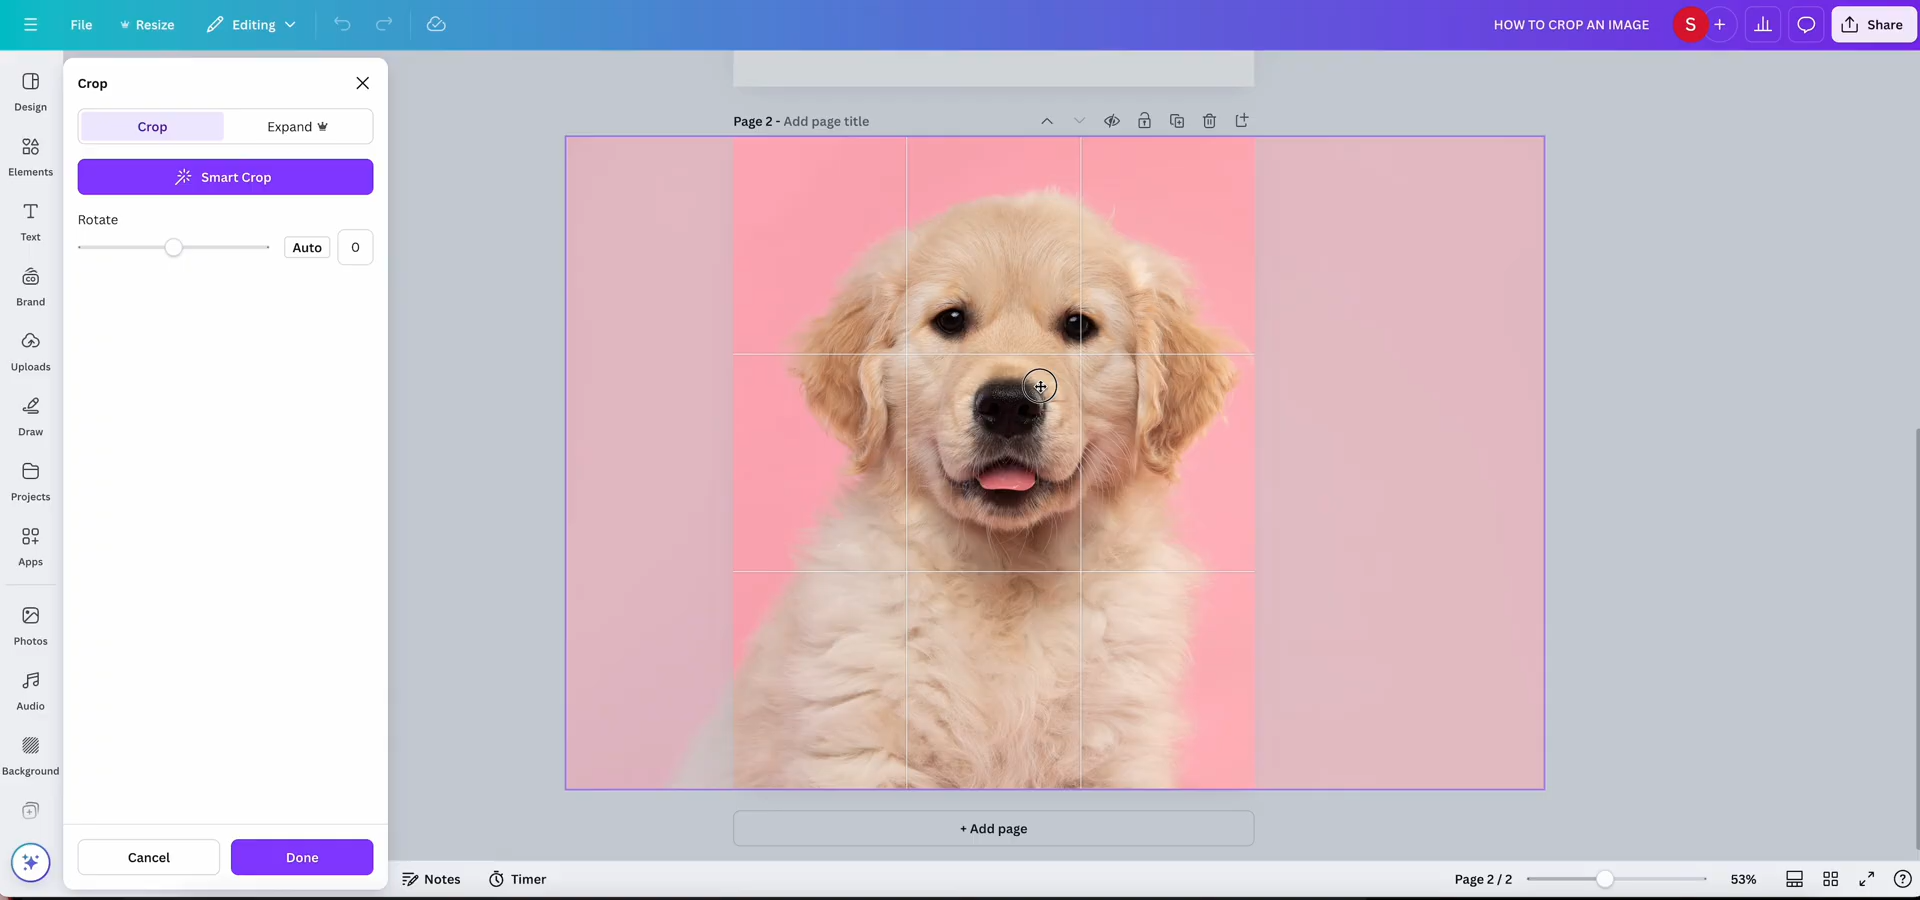 File
Resize
Editing
HOW TO CROP AN IMAGE
S
+
Share
Design
Elements
Text
Brand
Uploads
Draw
Projects
Apps
Photos
Audio
Background
Crop
Crop
Expand
Smart Crop
Rotate
Auto
0
Cancel
Done
Page 2 - Add page title
+ Add page
Notes
Timer
Page 2 / 2
53%
?